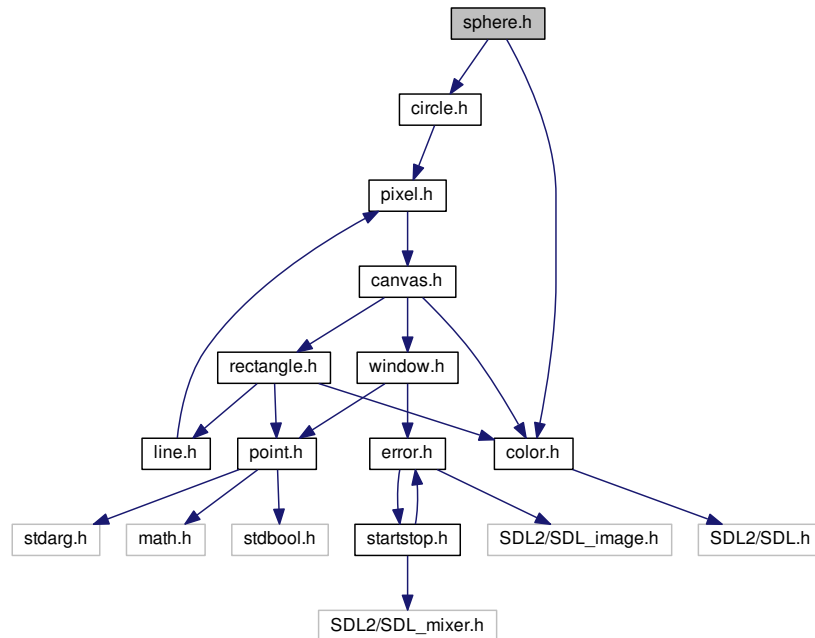 sphere.h
circle.h
pixel.h
canvas.h
rectangle.h
window.h
line.h
point.h
error.h
color.h
stdarg.h
math.h
stdbool.h
startstop.h
SDL2/SDL_image.h
SDL2/SDL.h
SDL2/SDL_mixer.h